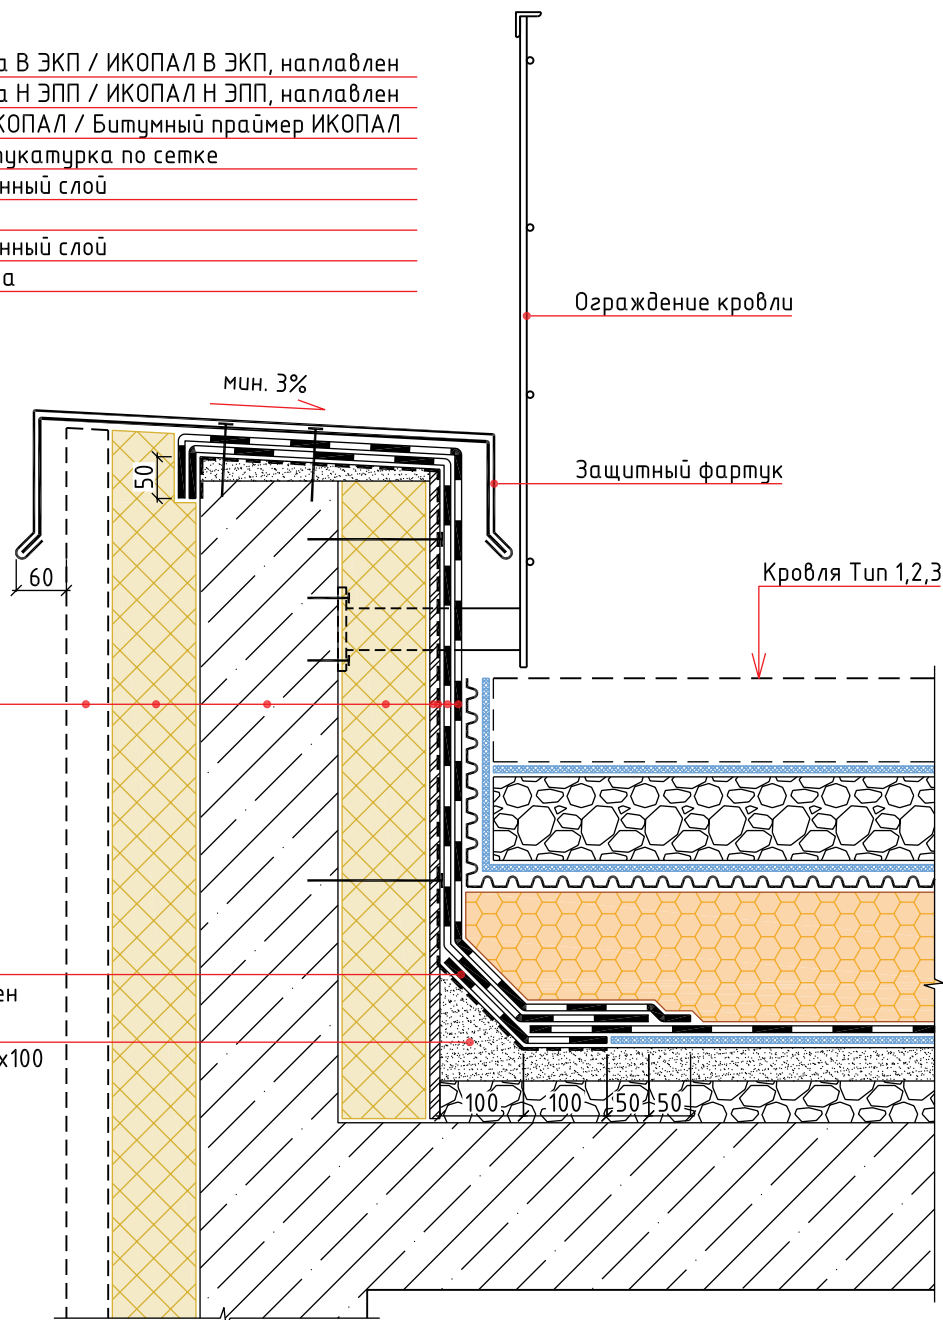 а В ЭКП / ИКОПАЛ В ЭКП, наплавлен
а Н ЭПП / ИКОПАЛ Н ЭПП, наплавлен
КОПАЛ / Битумный праймер ИКОПАЛ
тукатурка по сетке
нный слой
нный слой
а
Ограждение кровли
мин. 3%
Защитный фартук
50
60
Кровля Тип 1,2,3
ен
х100
100
100
50
50